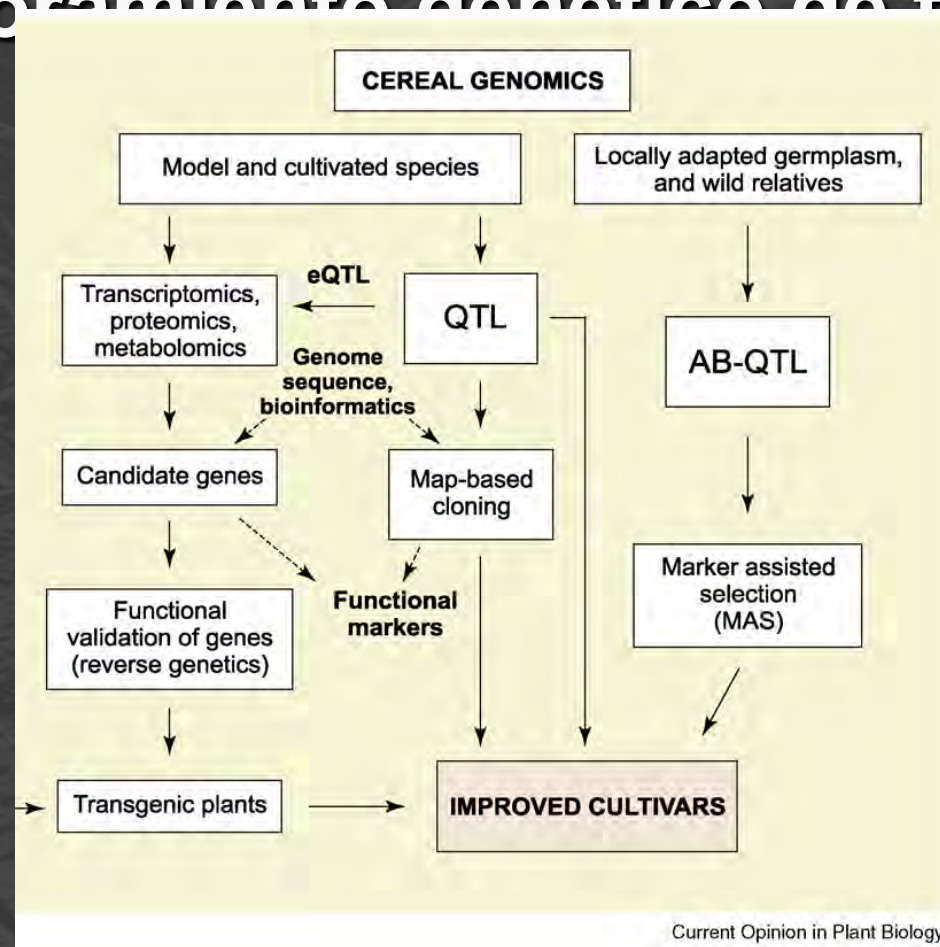 CEREAL GENOMICS
Model and cultivated species
Locally adapted germplasm,
and wild relatives
eQTL
Transcriptomics,
proteomics,
metabolomics
QTL
AB-QTL
Genome
sequence,
bioinformatics
Candidate genes
Map-based
cloning
Marker assisted
selection
(MAS)
Functional
markers
Functional
validation of genes
(reverse genetics)
Transgenic plants
IMPROVED CULTIVARS
Current Opinion in Plant Biology